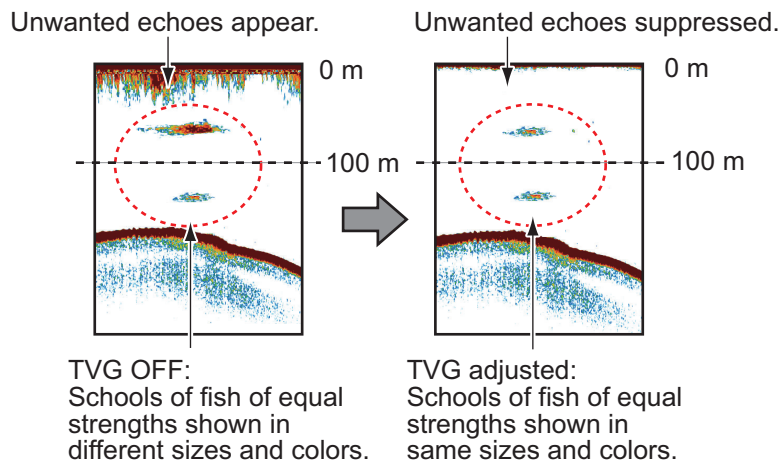 Unwanted echoes appear.
Unwanted echoes suppressed.
0 m
0 m
100 m
100 m
TVG OFF:
Schools of fish of equal
strengths shown in
different sizes and colors.
TVG adjusted:
Schools of fish of equal
strengths shown in
same sizes and colors.